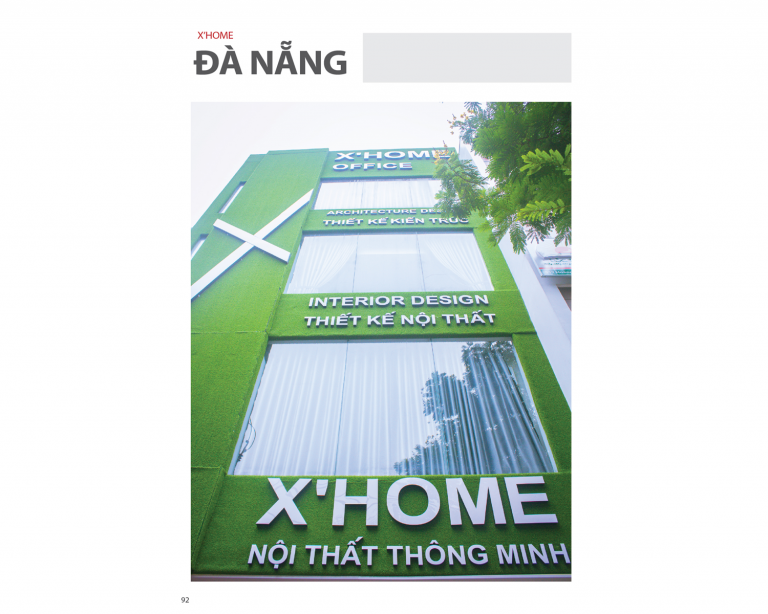 X'HOME
ĐÀ NẴNG
X'HOME
OFFICE
ARCHITECTURE
THIẾT KẾ KIẾN TRÚC
INTERIOR DESIGN
THIẾT KẾ NỘI THẤT
X'HOME
NỘI THẤT THÔNG MINH
92